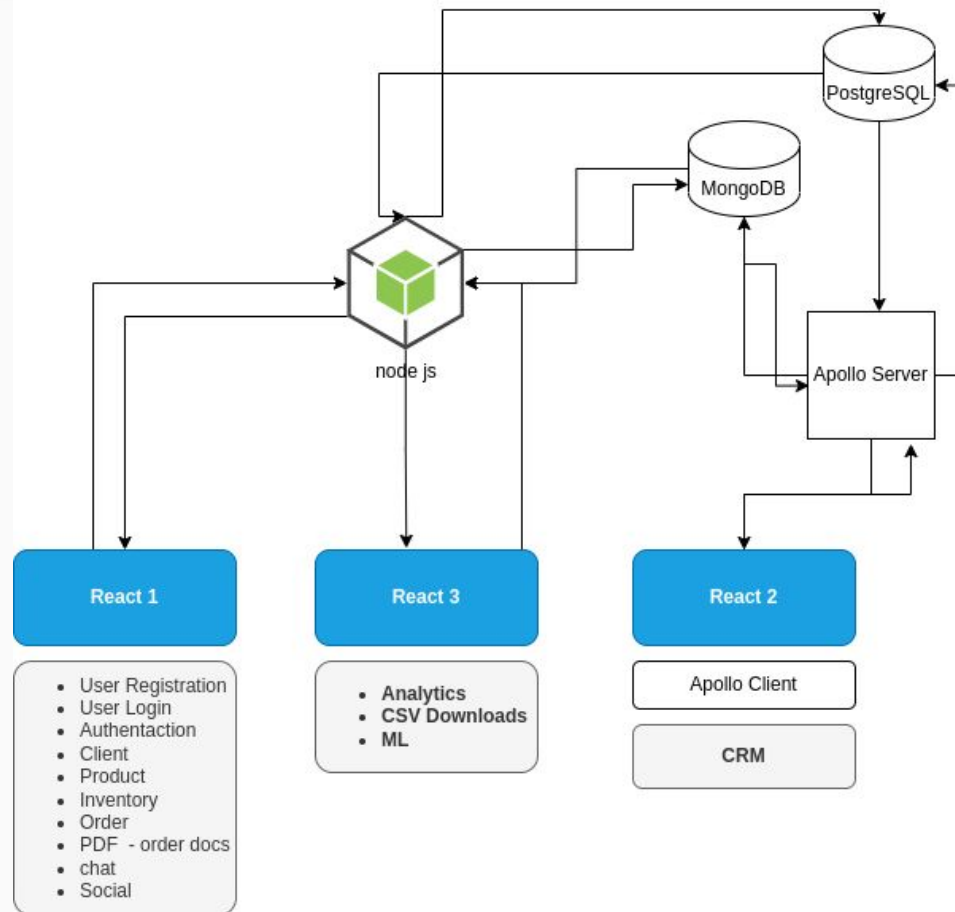 PostgreSQL
MongoDB
node js
Apollo Server
React 1
React 3
React 2
User Registration
User Login
Authentaction
Client
Product
Inventory
Order
PDF - order docs
chat
Social
Analytics
CSV Downloads
ML
Apollo Client
CRM